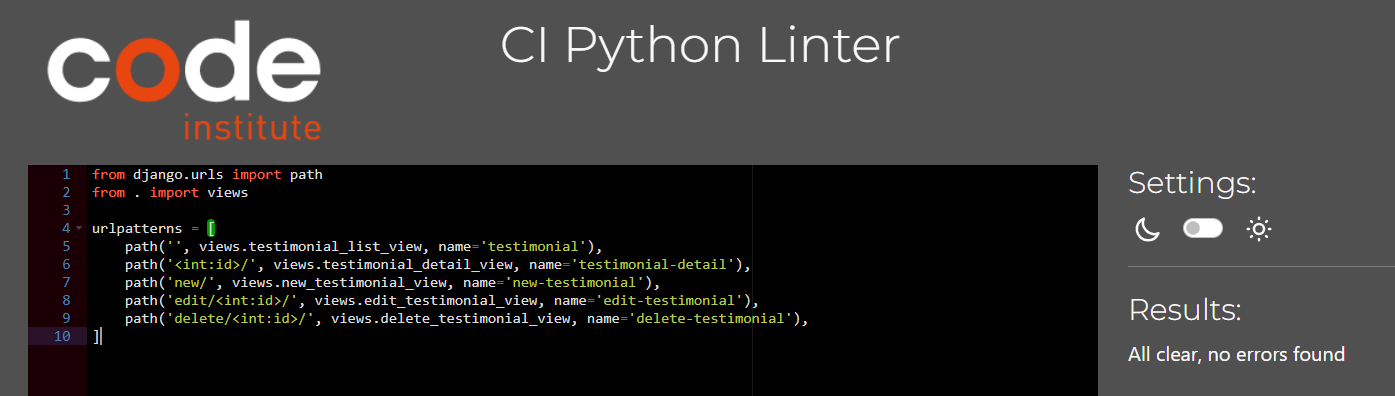 code
institute
CI Python Linter
1 from django.urls import path
2 from . import views
3
4 urlpatterns = [
5     path('', views.testimonial_list_view, name='testimonial'),
6     path('<int:id>/', views.testimonial_detail_view, name='testimonial-detail'),
7     path('new/', views.new_testimonial_view, name='new-testimonial'),
8     path('edit/<int:id>/', views.edit_testimonial_view, name='edit-testimonial'),
9     path('delete/<int:id>/', views.delete_testimonial_view, name='delete-testimonial'),
10 ]
Settings:
Results:
All clear, no errors found